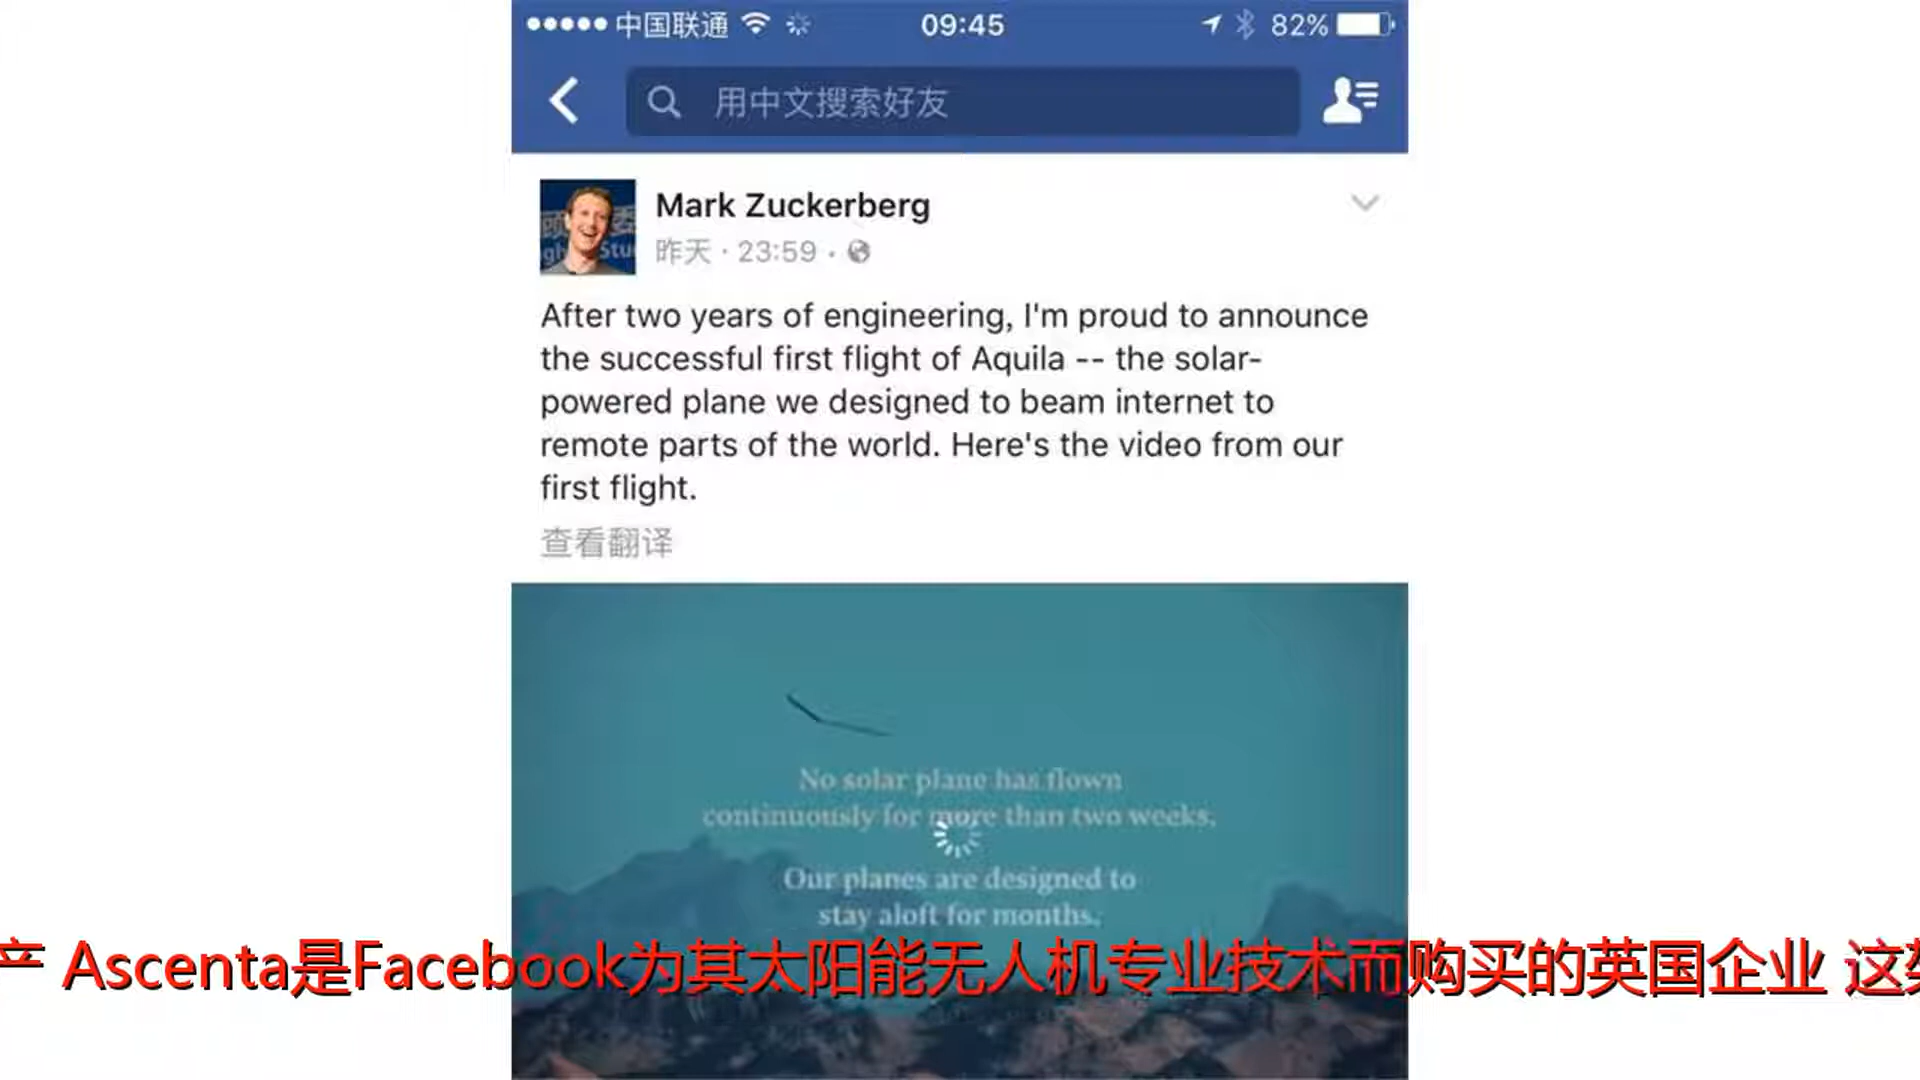 中国联通 09:45 82%
用中文搜索好友
Mark Zuckerberg
昨天 · 23:59 ·
After two years of engineering, I'm proud to announce
the successful first flight of Aquila -- the solar-
powered plane we designed to beam internet to
remote parts of the world. Here's the video from our
first flight.
查看翻译
No solar plane has flown
continuously for more than two weeks.
Our planes are designed to
stay aloft for months.
产 Ascenta是Facebook为其太阳能无人机专业技术而购买的英国企业 这